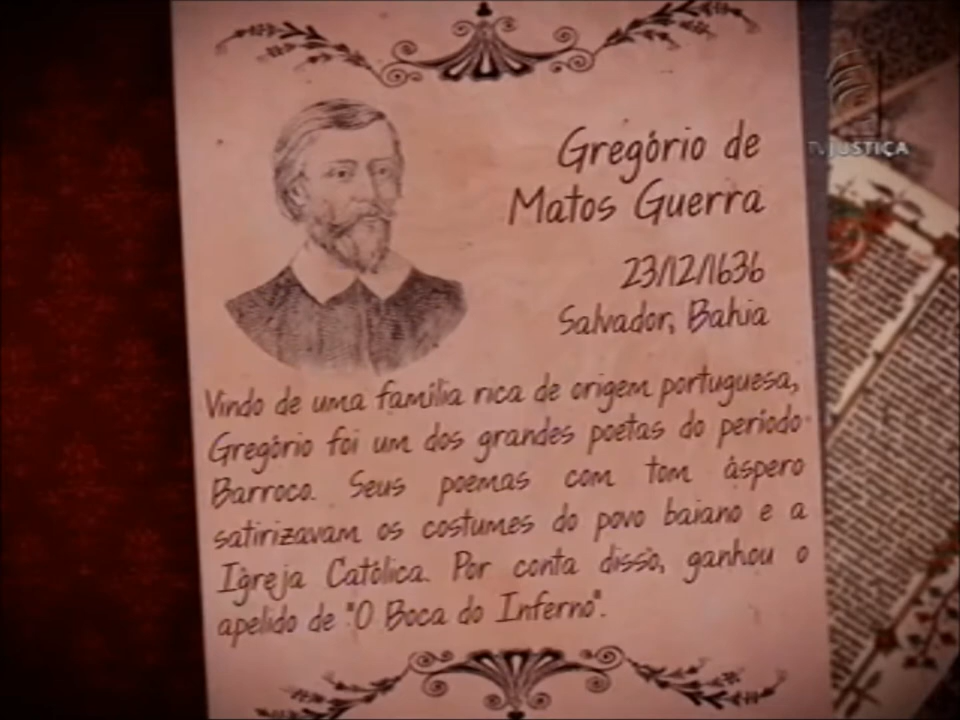 Gregório de
Matos Guerra
23/12/1636
Salvador, Bahia
TV JUSTIÇA
Vindo de uma família rica de origem portuguesa,
Gregório foi um dos grandes poetas do período
Barroco. Seus poemas com tom áspero
satirizavam os costumes do povo baiano e a
Igreja Católica. Por conta disso, ganhou o
apelido de "O Boca do Inferno".